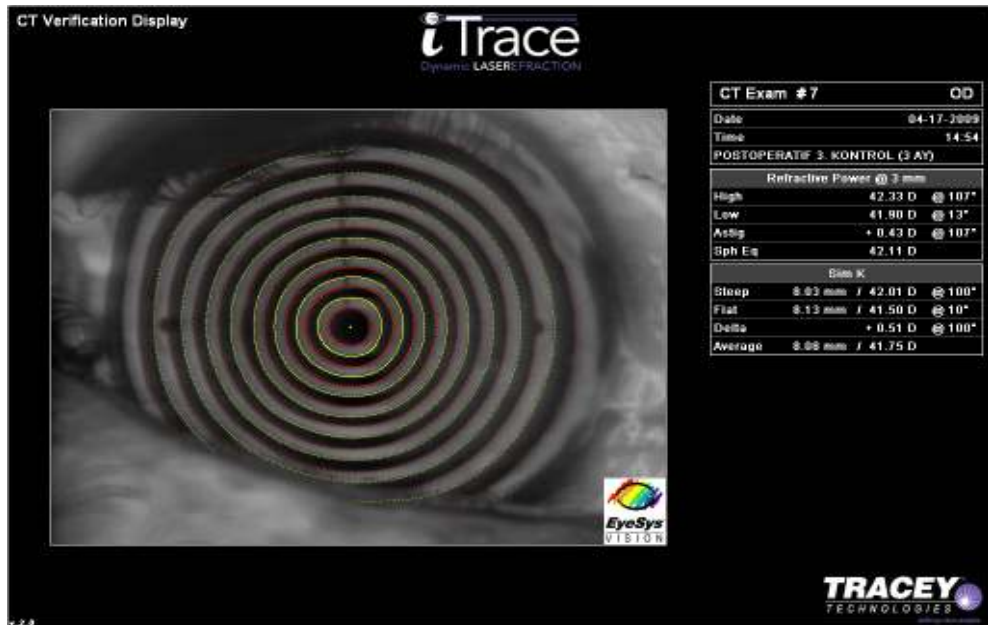 CT Verification Display
iTrace
Dynamic LASEREFRACTION
CT Exam #7 OD
Date 04-17-2009
Time 14:54
POSTOPERATIF 3. KONTROL (3 AY)
Refractive Power @ 3 mm
High 42.33 D @ 107°
Low 41.90 D @ 13°
Astig + 0.43 D @ 107°
Sph Eq 42.11 D
Sim K
Steep 8.03 mm / 42.01 D @ 100°
Flat 8.13 mm / 41.50 D @ 10°
Delta + 0.51 D @ 100°
Average 8.08 mm / 41.75 D
EyeSys
VISION
TRACEY
TECHNOLOGIES